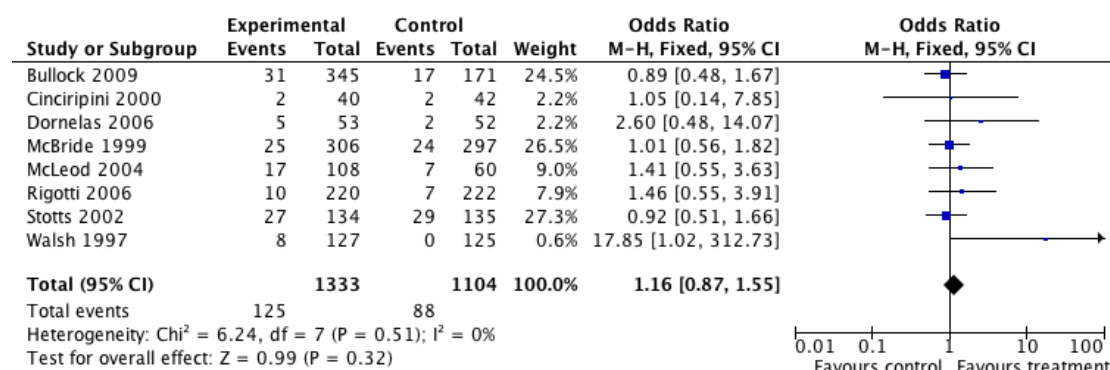 Experimental Control Odds Ratio Odds Ratio
Study or Subgroup Events Total Events Total Weight M-H, Fixed, 95% CI M-H, Fixed, 95% CI
Bullock 2009 31 345 17 171 24.5% 0.89 [0.48, 1.67]
Cinciripini 2000 2 40 2 42 2.2% 1.05 [0.14, 7.85]
Dornelas 2006 5 53 2 52 2.2% 2.60 [0.48, 14.07]
McBride 1999 25 306 24 297 26.5% 1.01 [0.56, 1.82]
McLeod 2004 17 108 7 60 9.0% 1.41 [0.55, 3.63]
Rigotti 2006 10 220 7 222 7.9% 1.46 [0.55, 3.91]
Stotts 2002 27 134 29 135 27.3% 0.92 [0.51, 1.66]
Walsh 1997 8 127 0 125 0.6% 17.85 [1.02, 312.73]
Total (95% CI) 1333 1104 100.0% 1.16 [0.87, 1.55]
Total events 125 88
Heterogeneity: Chi² = 6.24, df = 7 (P = 0.51); I² = 0%
Test for overall effect: Z = 0.99 (P = 0.32)
0.01 0.1 1 10 100
Favours control Favours treatment